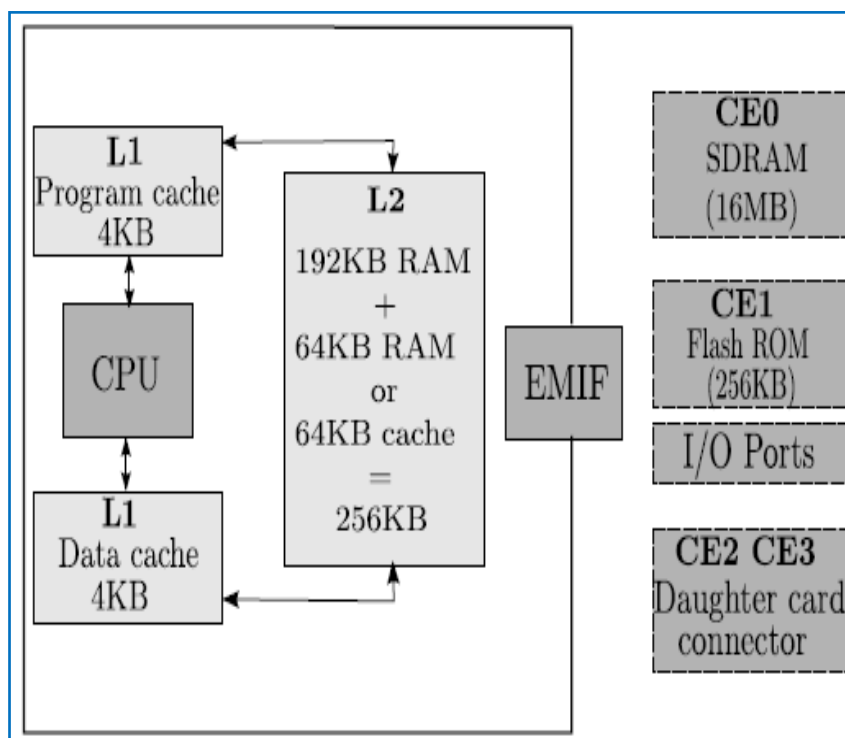 L1
Program cache
4KB
CPU
L1
Data cache
4KB
L2
192KB RAM
+
64KB RAM
or
64KB cache
=
256KB
EMIF
CE0
SDRAM
(16MB)
CE1
Flash ROM
(256KB)
I/O Ports
CE2 CE3
Daughter card
connector